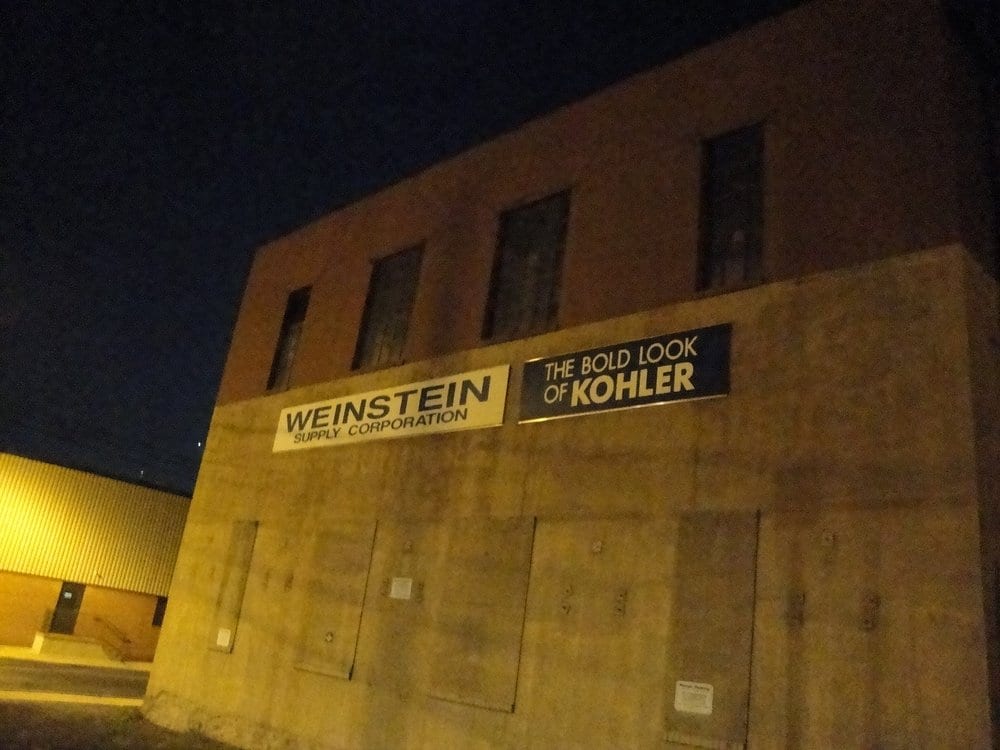 WEINSTEIN
SUPPLY CORPORATION
THE BOLD LOOK
OF KOHLER